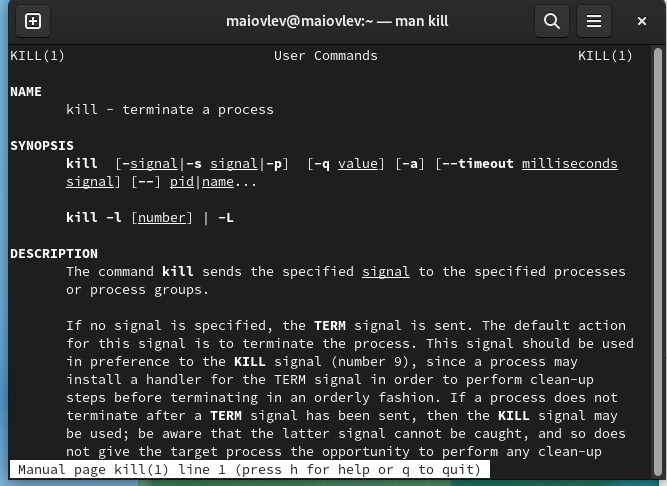 maiovlev@maiovlev:~ — man kill
KILL(1) User Commands KILL(1)
NAME
kill - terminate a process
SYNOPSIS
kill [-signal|-s signal|-p] [-q value] [-a] [--timeout milliseconds
signal] [--] pid|name...
kill -l [number] | -L
DESCRIPTION
The command kill sends the specified signal to the specified processes
or process groups.
If no signal is specified, the TERM signal is sent. The default action
for this signal is to terminate the process. This signal should be used
in preference to the KILL signal (number 9), since a process may
install a handler for the TERM signal in order to perform clean-up
steps before terminating in an orderly fashion. If a process does not
terminate after a TERM signal has been sent, then the KILL signal may
be used; be aware that the latter signal cannot be caught, and so does
not give the target process the opportunity to perform any clean-up
Manual page kill(1) line 1 (press h for help or q to quit)